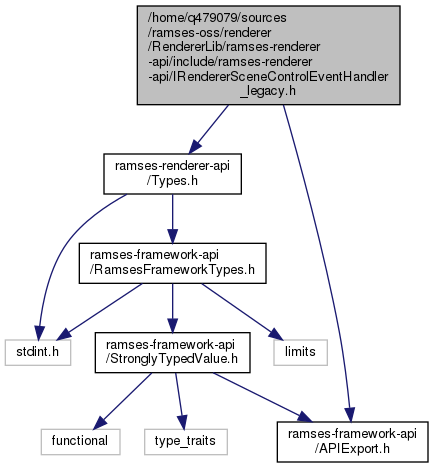 /home/q479079/sources
/ramses-oss/renderer
/RendererLib/ramses-renderer
-api/include/ramses-renderer
-api/IRendererSceneControlEventHandler
_legacy.h
ramses-renderer-api
/Types.h
ramses-framework-api
/RamsesFrameworkTypes.h
stdint.h
ramses-framework-api
/StronglyTypedValue.h
limits
functional
type_traits
ramses-framework-api
/APIExport.h